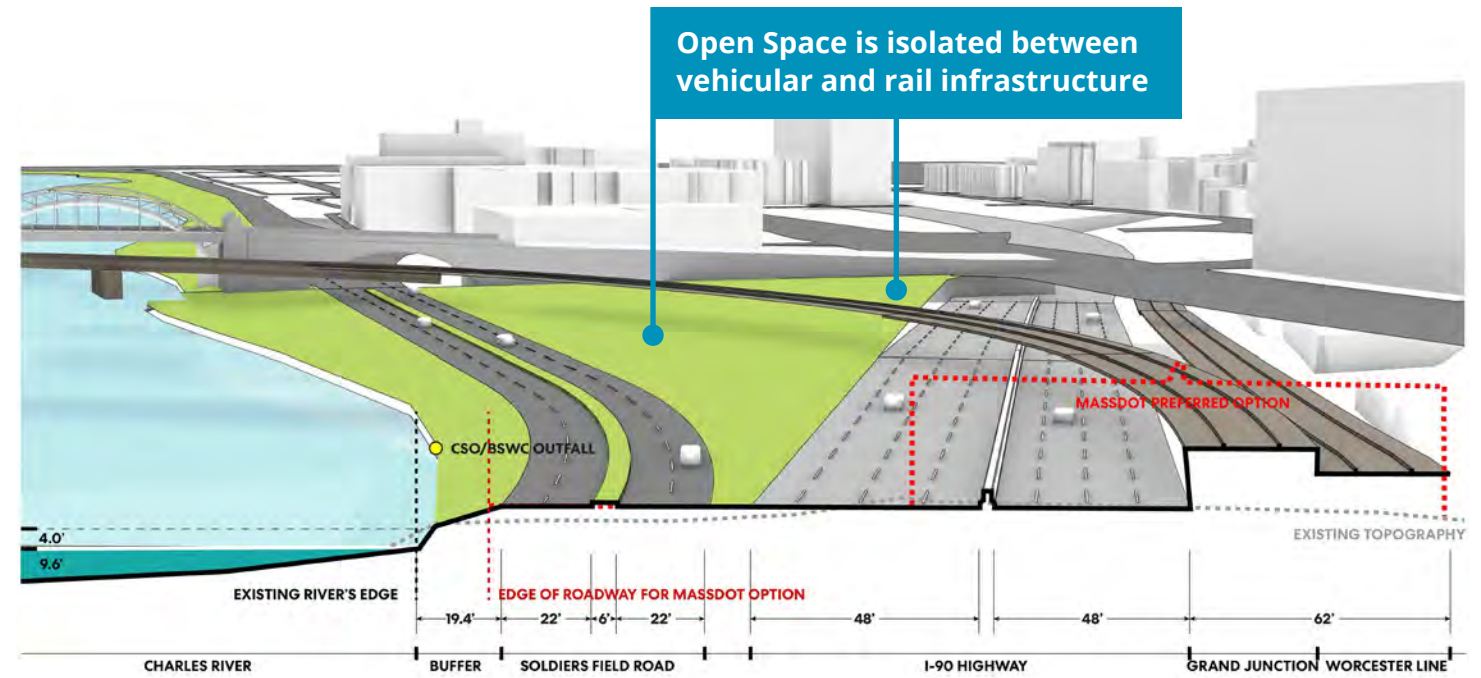 Open Space is isolated between
vehicular and rail infrastructure
MASSDOT PREFERRED OPTION
CSO/BSWC OUTFALL
EXISTING TOPOGRAPHY
4.0'
9.6'
EXISTING RIVER'S EDGE
EDGE OF ROADWAY FOR MASSDOT OPTION
19.4' 22' 6' 22' 48' 48' 62'
CHARLES RIVER BUFFER SOLDIERS FIELD ROAD I-90 HIGHWAY GRAND JUNCTION WORCESTER LINE